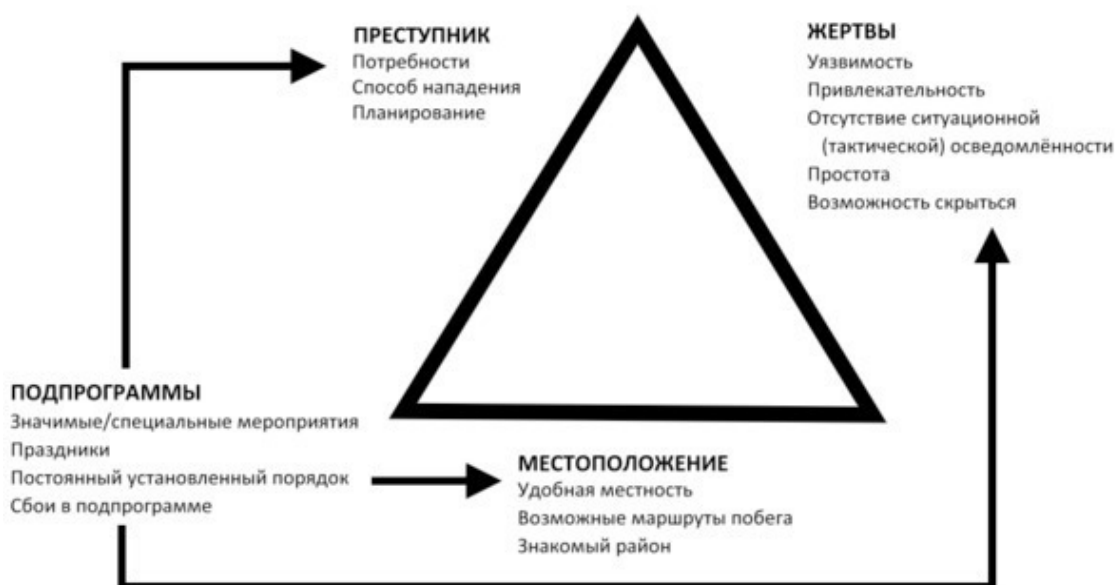 ПРЕСТУПНИК
Потребности
Способ нападения
Планирование
ЖЕРТВЫ
Уязвимость
Привлекательность
Отсутствие ситуационной
(тактической) осведомлённости
Простота
Возможность скрыться
ПОДПРОГРАММЫ
Значимые/специальные мероприятия
Праздники
Постоянный установленный порядок
Сбои в подпрограмме
МЕСТОПОЛОЖЕНИЕ
Удобная местность
Возможные маршруты побега
Знакомый район